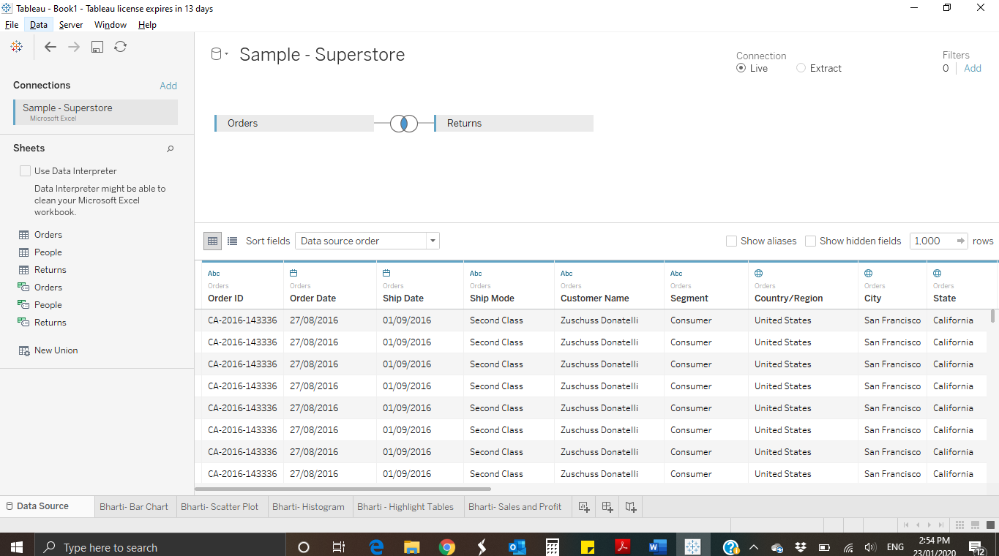 Tableau - Book1 - Tableau license expires in 13 days
File Data Server Window Help
Connections Add
Sample - Superstore
Microsoft Excel
Sheets
Use Data Interpreter
Data Interpreter might be able to
clean your Microsoft Excel
workbook.
Orders
People
Returns
Orders
People
Returns
New Union
Sample - Superstore
Connection
Live Extract
Filters
0 Add
Orders Returns
Sort fields Data source order Show aliases Show hidden fields 1,000 rows
Abc Abc Abc Abc
Orders Orders Orders Orders Orders Orders Orders Orders Orders
Order ID Order Date Ship Date Ship Mode Customer Name Segment Country/Region City State
CA-2016-143336 27/08/2016 01/09/2016 Second Class Zuschuss Donatelli Consumer United States San Francisco California
CA-2016-143336 27/08/2016 01/09/2016 Second Class Zuschuss Donatelli Consumer United States San Francisco California
CA-2016-143336 27/08/2016 01/09/2016 Second Class Zuschuss Donatelli Consumer United States San Francisco California
CA-2016-143336 27/08/2016 01/09/2016 Second Class Zuschuss Donatelli Consumer United States San Francisco California
CA-2016-143336 27/08/2016 01/09/2016 Second Class Zuschuss Donatelli Consumer United States San Francisco California
CA-2016-143336 27/08/2016 01/09/2016 Second Class Zuschuss Donatelli Consumer United States San Francisco California
CA-2016-143336 27/08/2016 01/09/2016 Second Class Zuschuss Donatelli Consumer United States San Francisco California
CA-2016-143336 27/08/2016 01/09/2016 Second Class Zuschuss Donatelli Consumer United States San Francisco California
Data Source Bharti- Bar Chart Bharti- Scatter Plot Bharti- Histogram Bharti - Highlight Tables Bharti- Sales and Profit
Type here to search
ENG
2:54 PM
23/01/2020
12